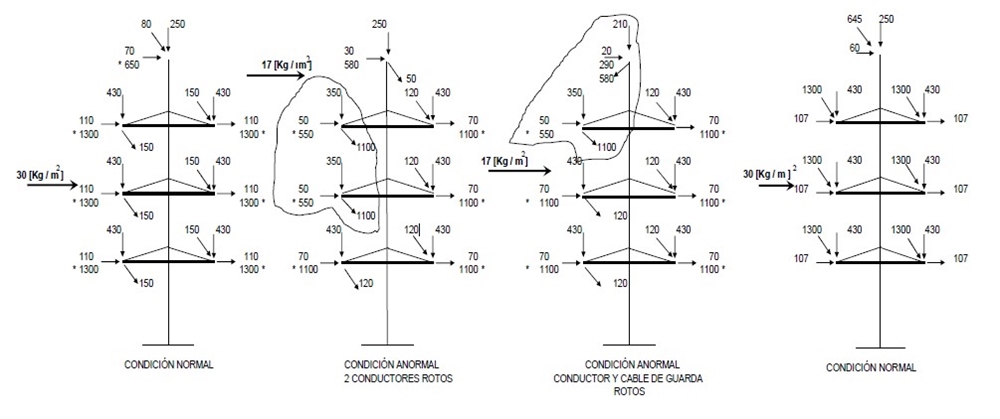 80 250
70
* 650
430 150 430
110 110
* 1300 1300 *
150
430 150 430
30 [Kg / m²]
110 110
* 1300 1300 *
150
430 150 430
110 110
* 1300 1300 *
150
CONDICIÓN NORMAL
250
30
580
17 [Kg / m²]
50
350 120 430
50 70
* 550 1100 *
1100
350 120 430
50 70
* 550 1100 *
1100
430 120 430
70 70
* 1100 1100 *
120
CONDICIÓN ANORMAL
2 CONDUCTORES ROTOS
210
20
290
580
350 120 430
50 70
* 550 1100 *
1100
17 [Kg / m²]
430 120 430
70 70
* 1100 1100 *
120
430 120 430
70 70
* 1100 1100 *
120
CONDICIÓN ANORMAL
CONDUCTOR Y CABLE DE GUARDA
ROTOS
645 250
60
1300 430 1300 430
107 107
30 [Kg / m ] ²
1300 430 1300 430
107 107
1300 430 1300 430
107 107
CONDICIÓN NORMAL